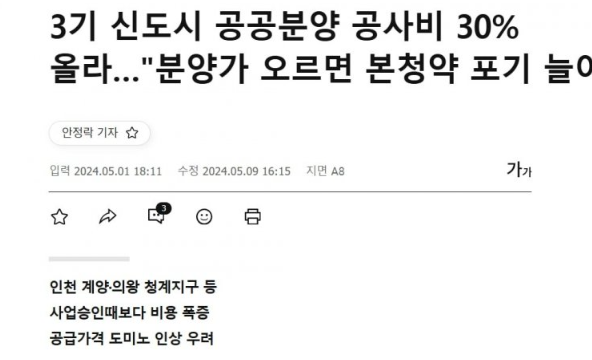 3기 신도시 공공분양 공사비 30%
올라…"분양가 오르면 본청약 포기
안정락 기자
입력 2024.05.01 18:11 수정 2024.05.09 16:15 지면 A8
가가
3
인천 계양·의왕 청계지구 등
사업승인때보다 비용 폭증
공급가격 도미노 인상 우려